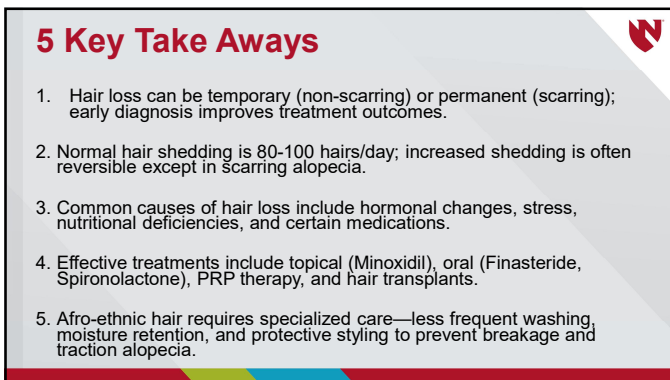 5 Key Take Aways
1. Hair loss can be temporary (non-scarring) or permanent (scarring);
early diagnosis improves treatment outcomes.
2. Normal hair shedding is 80-100 hairs/day; increased shedding is often
reversible except in scarring alopecia.
3. Common causes of hair loss include hormonal changes, stress,
nutritional deficiencies, and certain medications.
4. Effective treatments include topical (Minoxidil), oral (Finasteride,
Spironolactone), PRP therapy, and hair transplants.
5. Afro-ethnic hair requires specialized care—less frequent washing,
moisture retention, and protective styling to prevent breakage and
traction alopecia.